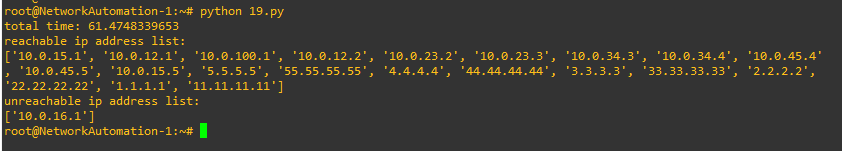 root@NetworkAutomation-1:~# python 19.py
total time: 61.4748339653
reachable ip address list:
['10.0.15.1', '10.0.12.1', '10.0.100.1', '10.0.12.2', '10.0.23.2', '10.0.23.3', '10.0.34.3', '10.0.34.4', '10.0.45.4'
, '10.0.45.5', '10.0.15.5', '5.5.5.5', '55.55.55.55', '4.4.4.4', '44.44.44.44', '3.3.3.3', '33.33.33.33', '2.2.2.2',
'22.22.22.22', '1.1.1.1', '11.11.11.11']
unreachable ip address list:
['10.0.16.1']
root@NetworkAutomation-1:~#